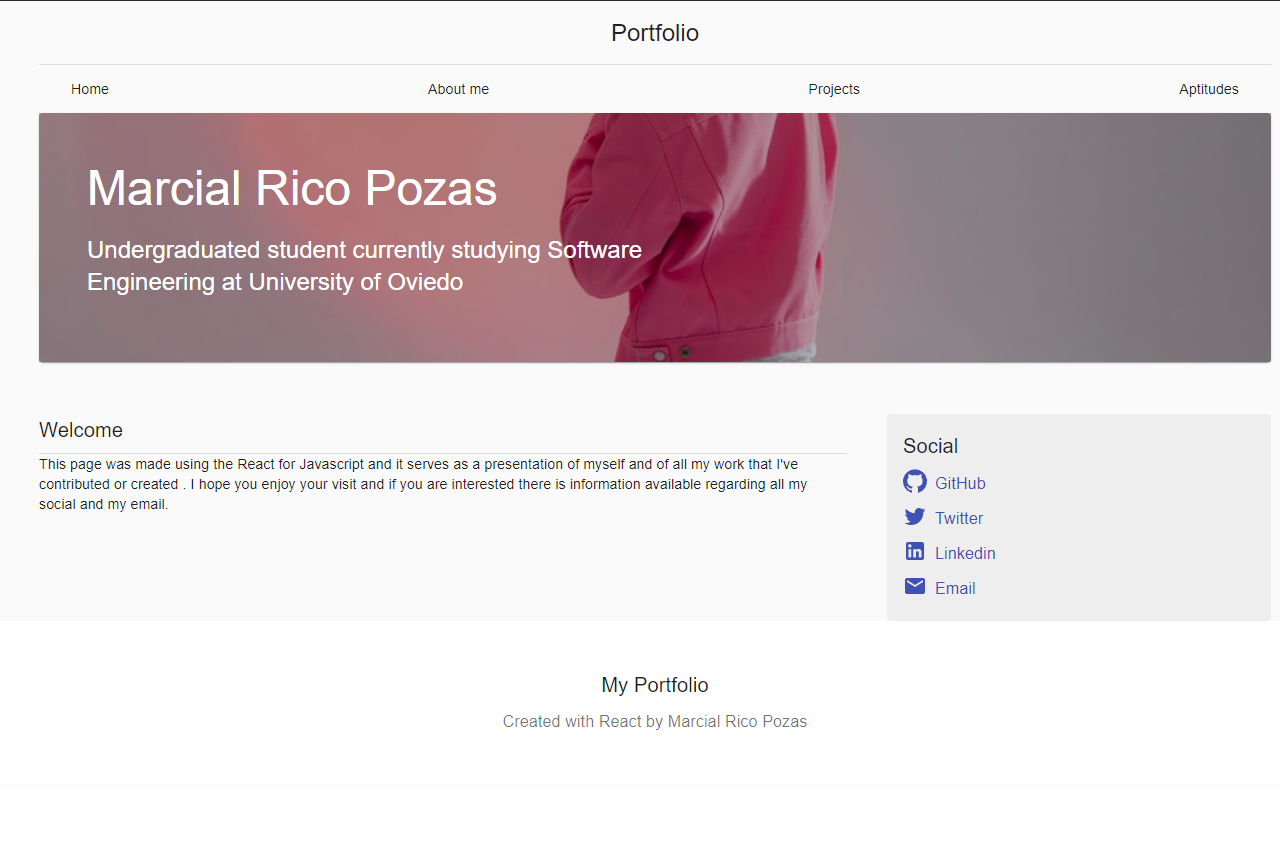 Portfolio
Home About me Projects Aptitudes
Marcial Rico Pozas
Undergraduated student currently studying Software
Engineering at University of Oviedo
Welcome
This page was made using the React for Javascript and it serves as a presentation of myself and of all my work that I've
contributed or created . I hope you enjoy your visit and if you are interested there is information available regarding all my
social and my email.
Social
GitHub
Twitter
Linkedin
Email
My Portfolio
Created with React by Marcial Rico Pozas